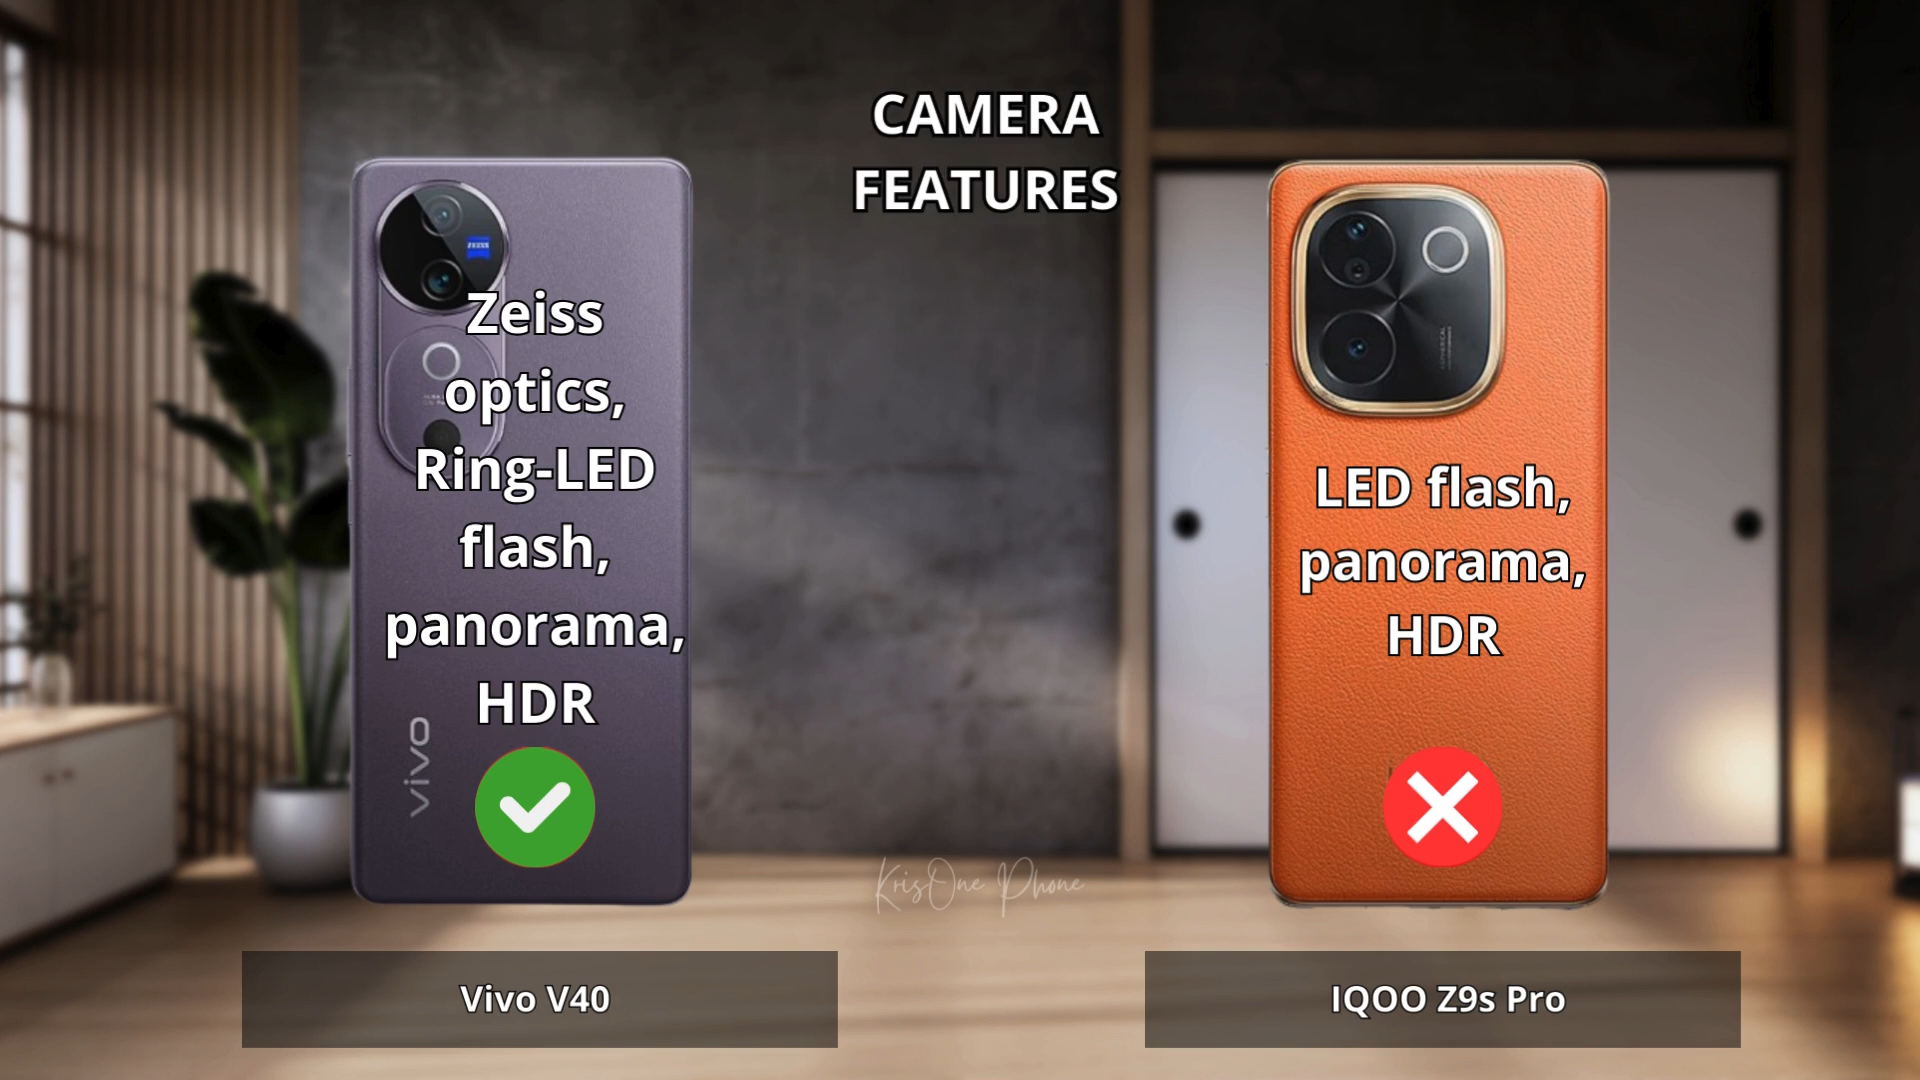 CAMERA
FEATURES
ZEISS
Zeiss
optics,
Ring-LED
flash,
panorama,
HDR
vivo
LED flash,
panorama,
HDR
KrisOne Phone
Vivo V40
IQOO Z9s Pro